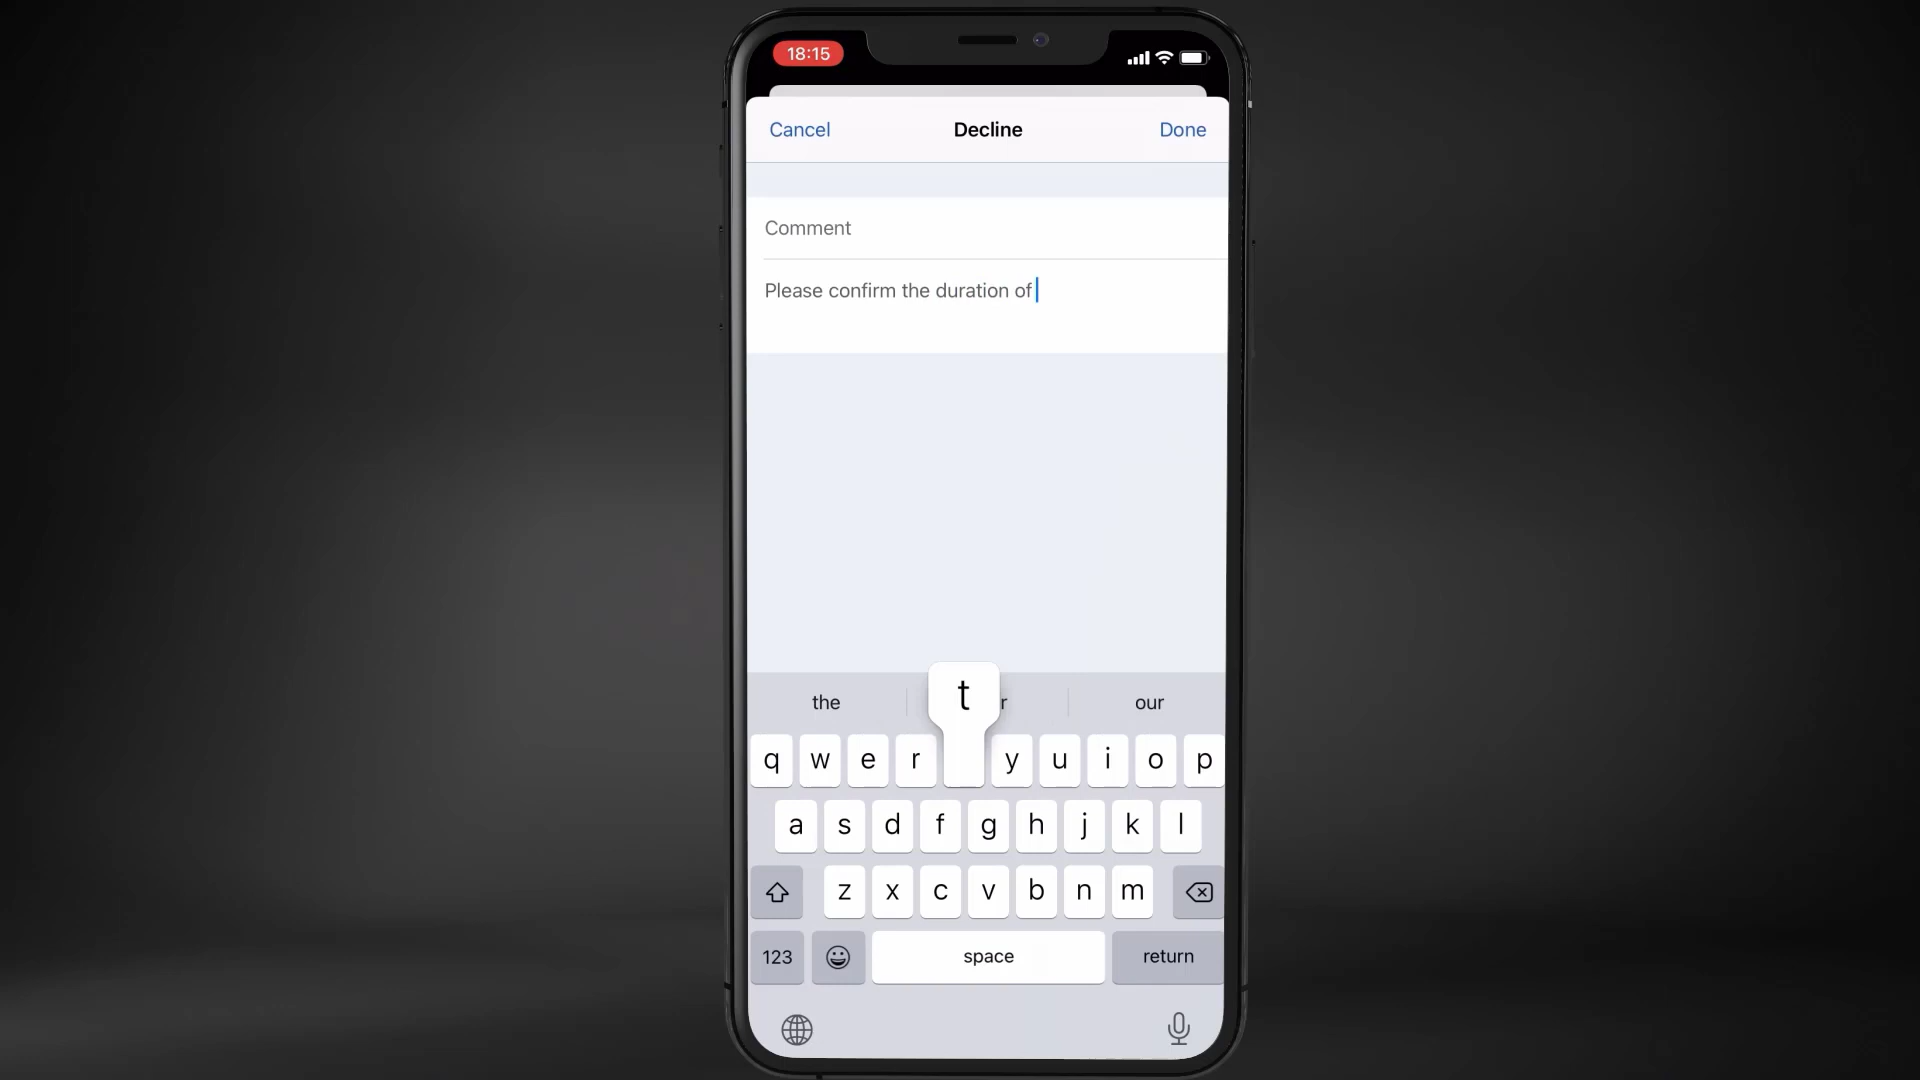 18:15
Cancel Decline Done
Comment
Please confirm the duration of
t
the r our
q w e r y u i o p
a s d f g h j k l
z x c v b n m
123 space return